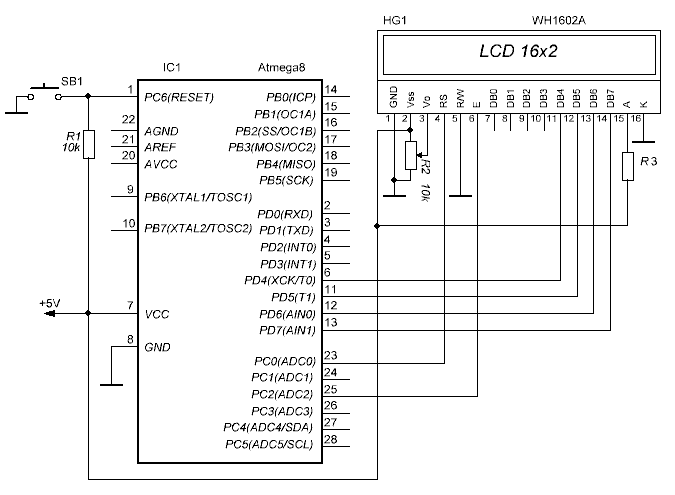 HG1 WH1602A
LCD 16x2
GND Vss Vo RS R/W E DB0 DB1 DB2 DB3 DB4 DB5 DB6 DB7 A K
1 2 3 4 5 6 7 8 9 10 11 12 13 14 15 16
R2 10k
R3
IC1 Atmega8
SB1
R1
10k
+5V
1 PC6(RESET)
22 AGND
21 AREF
20 AVCC
9 PB6(XTAL1/TOSC1)
10 PB7(XTAL2/TOSC2)
7 VCC
8 GND
PB0(ICP) 14
PB1(OC1A) 15
PB2(SS/OC1B) 16
PB3(MOSI/OC2) 17
PB4(MISO) 18
PB5(SCK) 19
PD0(RXD) 2
PD1(TXD) 3
PD2(INT0) 4
PD3(INT1) 5
PD4(XCK/T0) 6
PD5(T1) 11
PD6(AIN0) 12
PD7(AIN1) 13
PC0(ADC0) 23
PC1(ADC1) 24
PC2(ADC2) 25
PC3(ADC3) 26
PC4(ADC4/SDA) 27
PC5(ADC5/SCL) 28